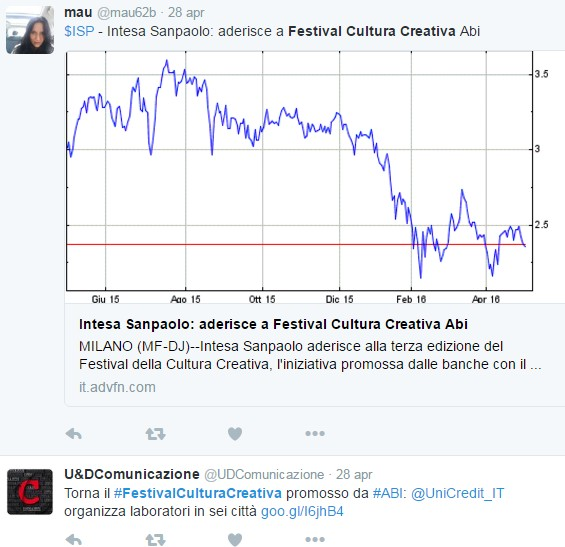 mau @mau62b · 28 apr
$ISP - Intesa Sanpaolo: aderisce a Festival Cultura Creativa Abi
3.5
3
2.5
Giu 15 Ago 15 Ott 15 Dic 15 Feb 16 Apr 16
Intesa Sanpaolo: aderisce a Festival Cultura Creativa Abi
MILANO (MF-DJ)--Intesa Sanpaolo aderisce alla terza edizione del
Festival della Cultura Creativa, l'iniziativa promossa dalle banche con il ...
it.advfn.com
U&DComunicazione @UDComunicazione · 28 apr
Torna il #FestivalCulturaCreativa promosso da #ABI: @UniCredit_IT
organizza laboratori in sei città goo.gl/I6jhB4